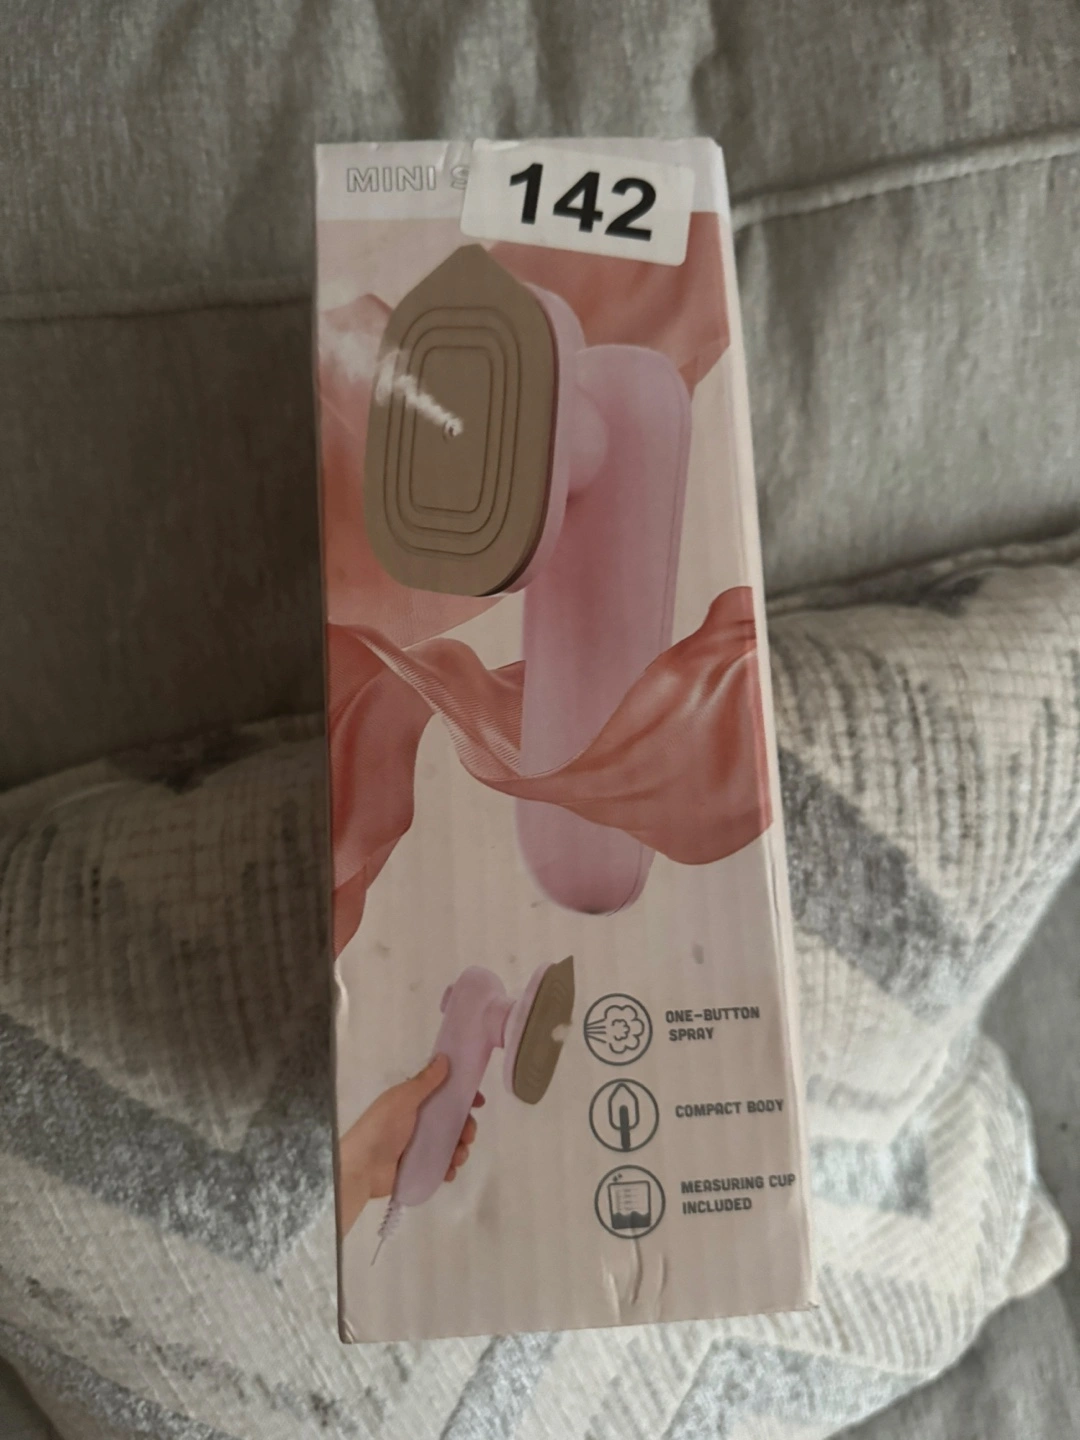 MINI
142
ONE-BUTTON
SPRAY
COMPACT BODY
MEASURING CUP
INCLUDED